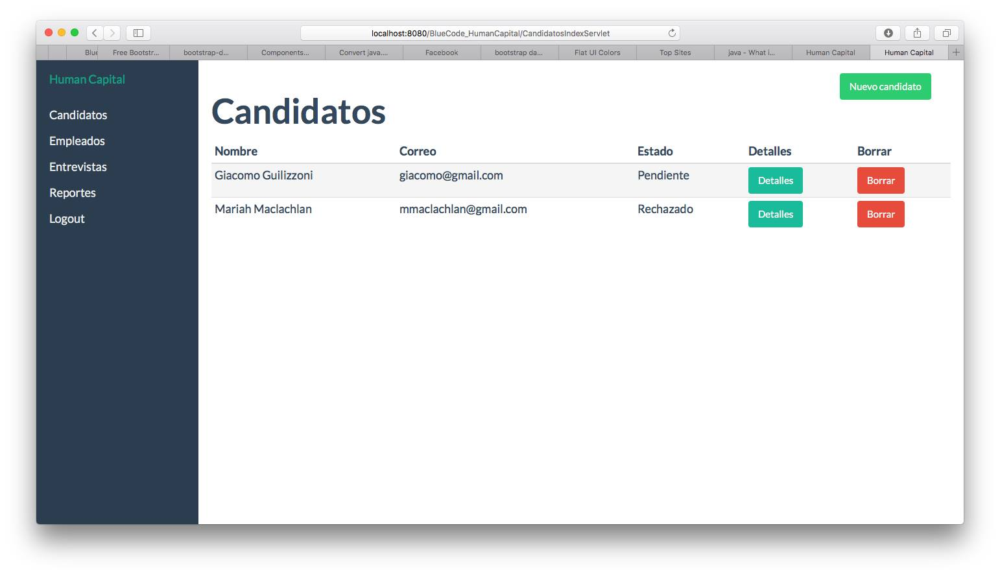 localhost:8080/BlueCode_HumanCapital/CandidatosIndexServlet
Blue Free Bootstr... bootstrap-d... Components... Convert java.... Facebook bootstrap da... Flat UI Colors Top Sites java - What i... Human Capital Human Capital
Human Capital
Candidatos
Empleados
Entrevistas
Reportes
Logout
Nuevo candidato
Candidatos
Nombre Correo Estado Detalles Borrar
Giacomo Guilizzoni giacomo@gmail.com Pendiente Detalles Borrar
Mariah Maclachlan mmaclachlan@gmail.com Rechazado Detalles Borrar